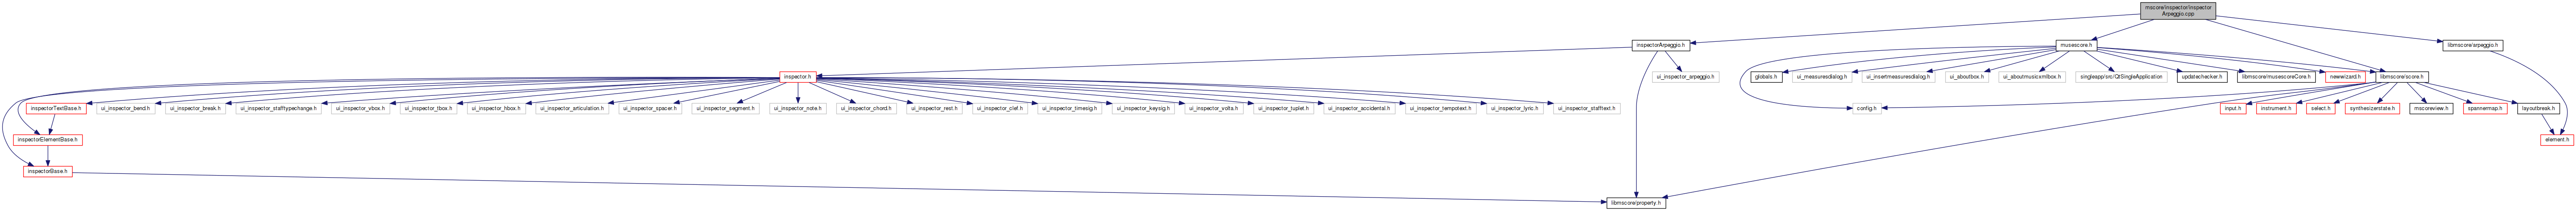 mscore/inspector/inspector
Arpeggio.cpp
inspectorArpeggio.h
musescore.h
libmscore/arpeggio.h
inspector.h
ui_inspector_arpeggio.h
globals.h
ui_measuresdialog.h
ui_insertmeasuresdialog.h
ui_aboutbox.h
ui_aboutmusicxmlbox.h
singleapp/src/QtSingleApplication
updatechecker.h
libmscore/musescoreCore.h
newwizard.h
libmscore/score.h
inspectorTextBase.h
ui_inspector_bend.h
ui_inspector_break.h
ui_inspector_stafftypechange.h
ui_inspector_vbox.h
ui_inspector_tbox.h
ui_inspector_hbox.h
ui_inspector_articulation.h
ui_inspector_spacer.h
ui_inspector_segment.h
ui_inspector_note.h
ui_inspector_chord.h
ui_inspector_rest.h
ui_inspector_clef.h
ui_inspector_timesig.h
ui_inspector_keysig.h
ui_inspector_volta.h
ui_inspector_tuplet.h
ui_inspector_accidental.h
ui_inspector_tempotext.h
ui_inspector_lyric.h
ui_inspector_stafftext.h
config.h
input.h
instrument.h
select.h
synthesizerstate.h
mscoreview.h
spannermap.h
layoutbreak.h
inspectorElementBase.h
element.h
inspectorBase.h
libmscore/property.h